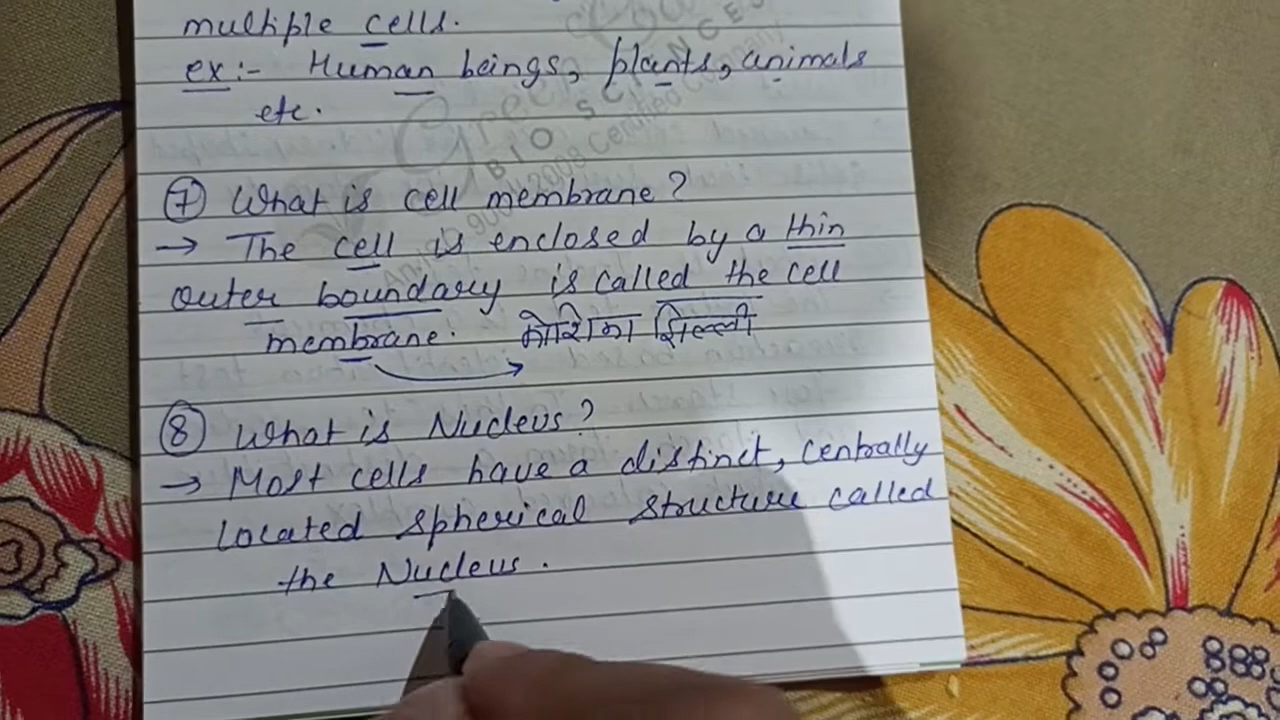 multiple cells.
ex:- Human beings, plants, animals
etc.
BIO SCIENCES
⑦ What is cell membrane?
→ The cell is enclosed by a thin
outer boundary is called the cell
membrane. कोशिका झिल्ली
⑧ What is Nucleus?
→ Most cells have a distinct, centrally
located spherical structure called
the Nucleus.